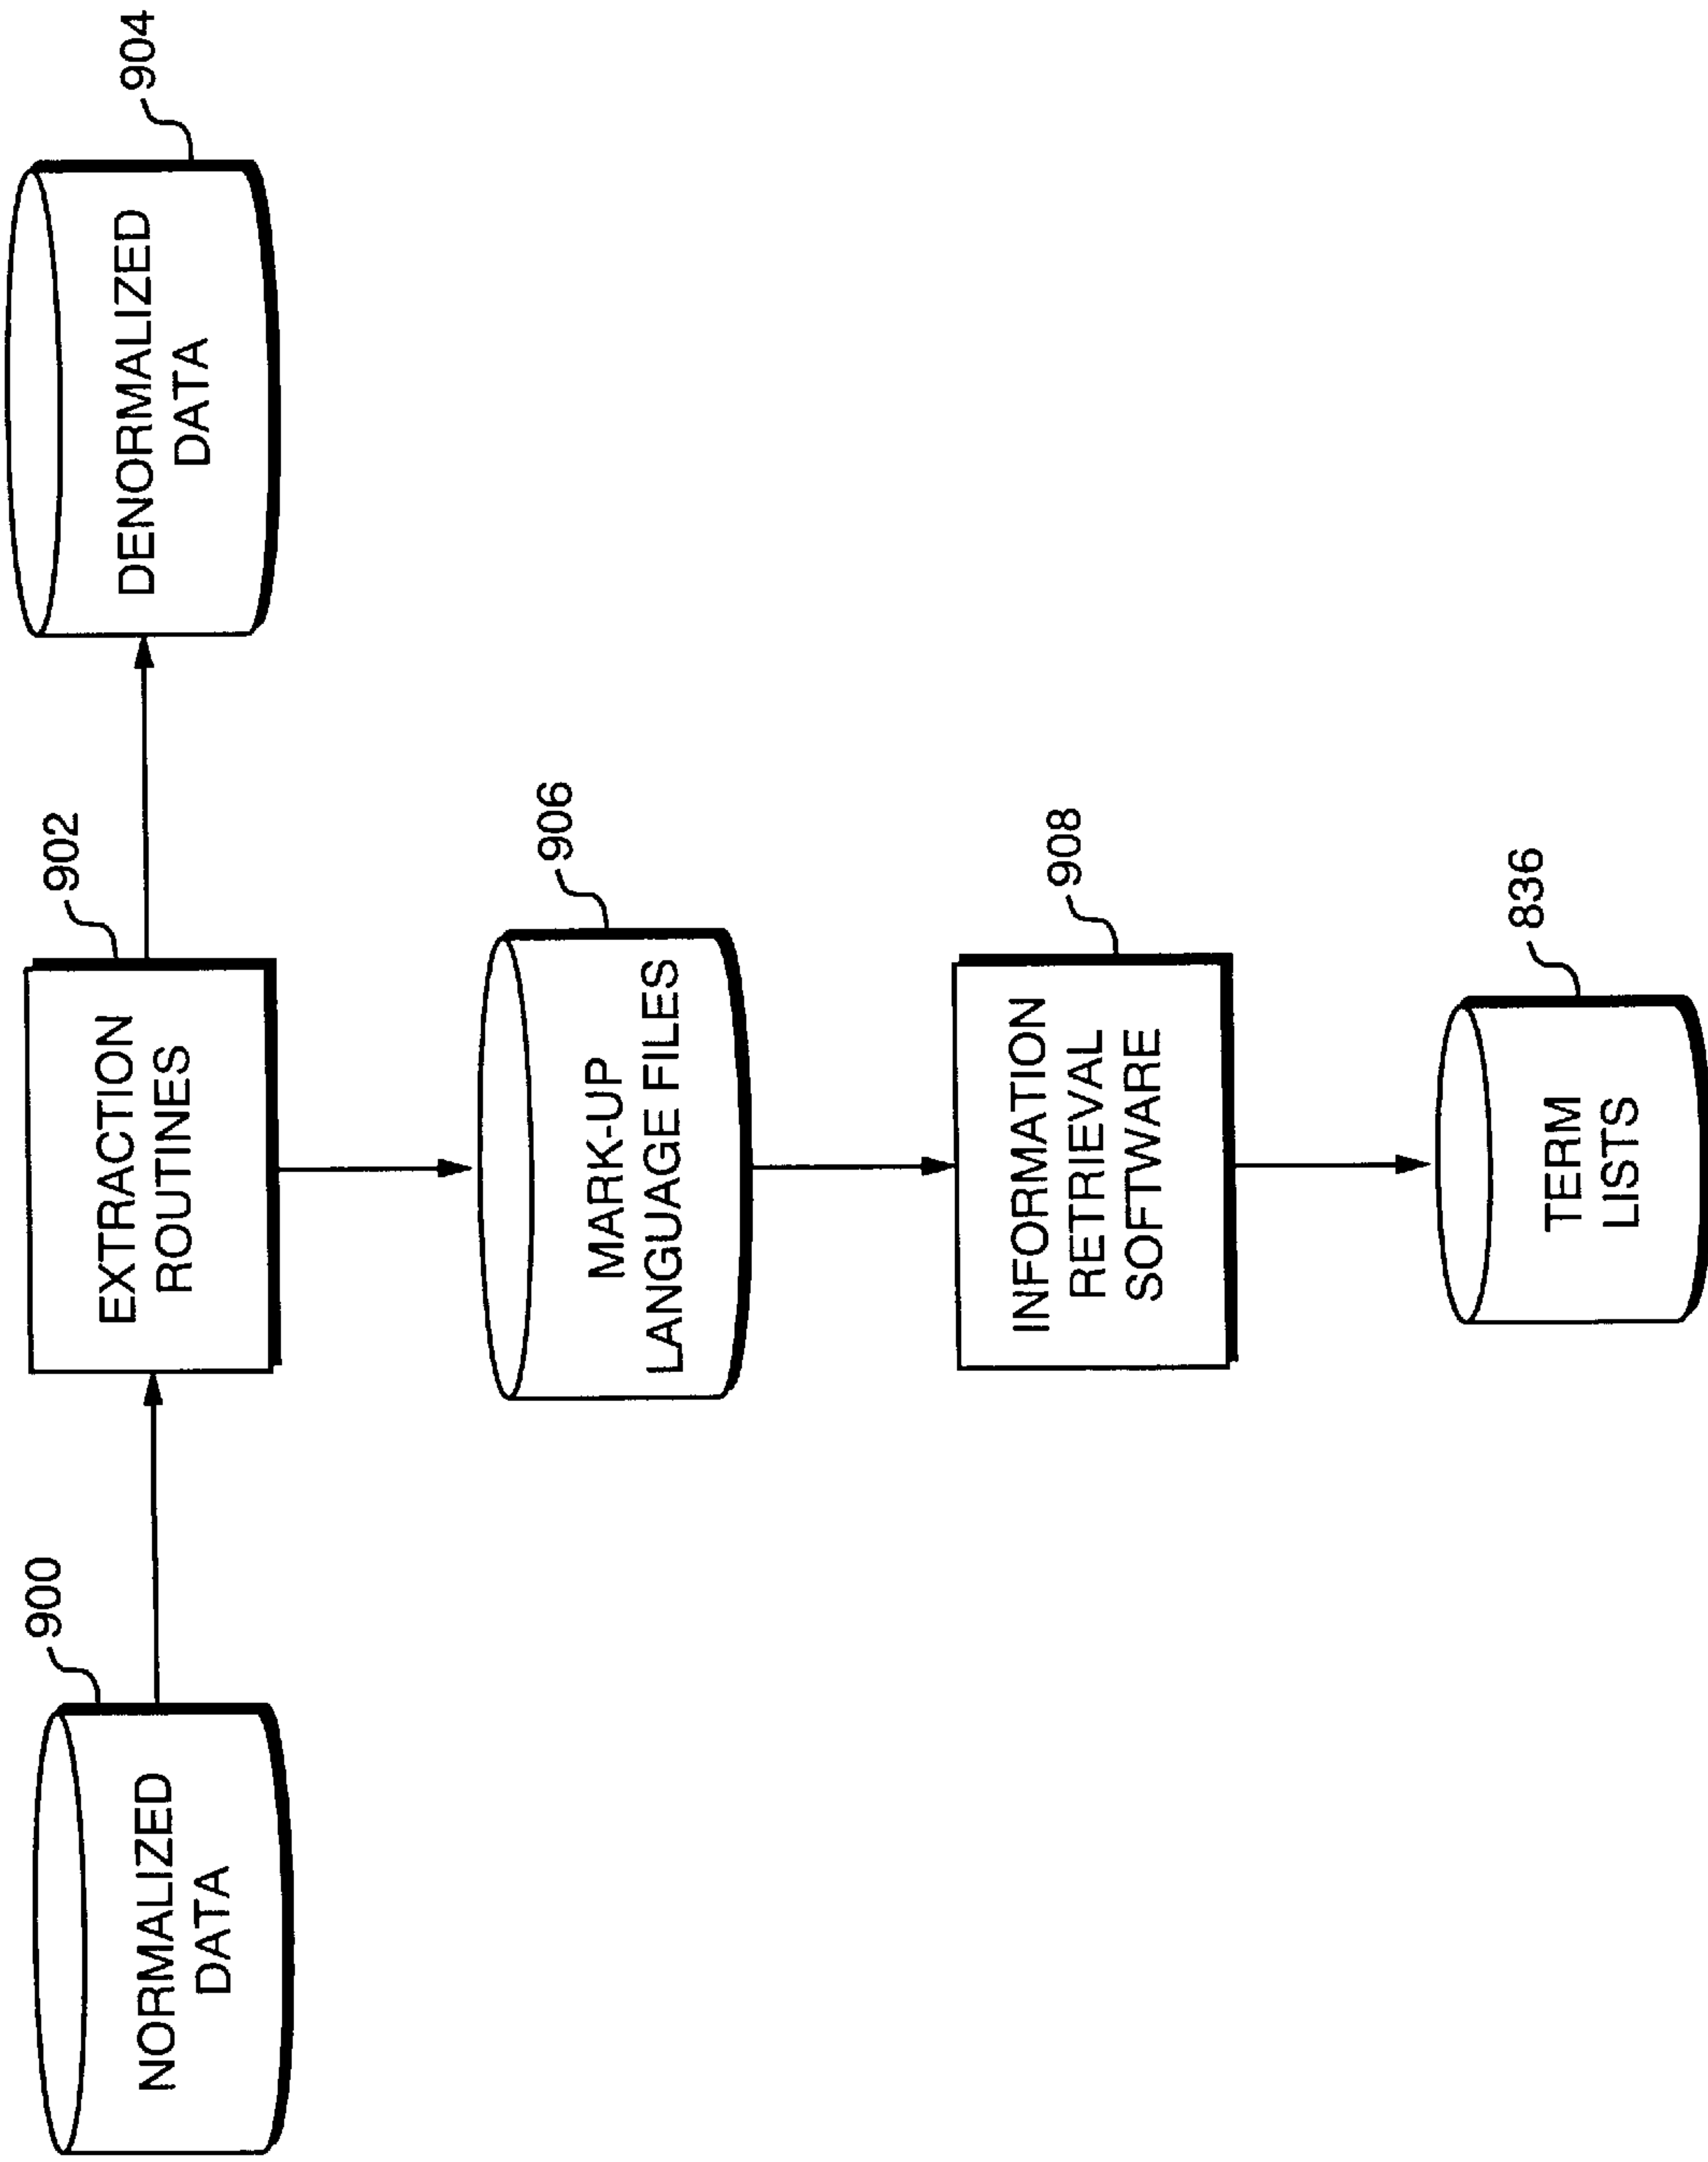 900
NORMALIZED
DATA
902
EXTRACTION
ROUTINES
904
DENORMALIZED
DATA
906
MARK-UP
LANGUAGE FILES
908
INFORMATION
RETRIEVAL
SOFTWARE
836
TERM
LISTS